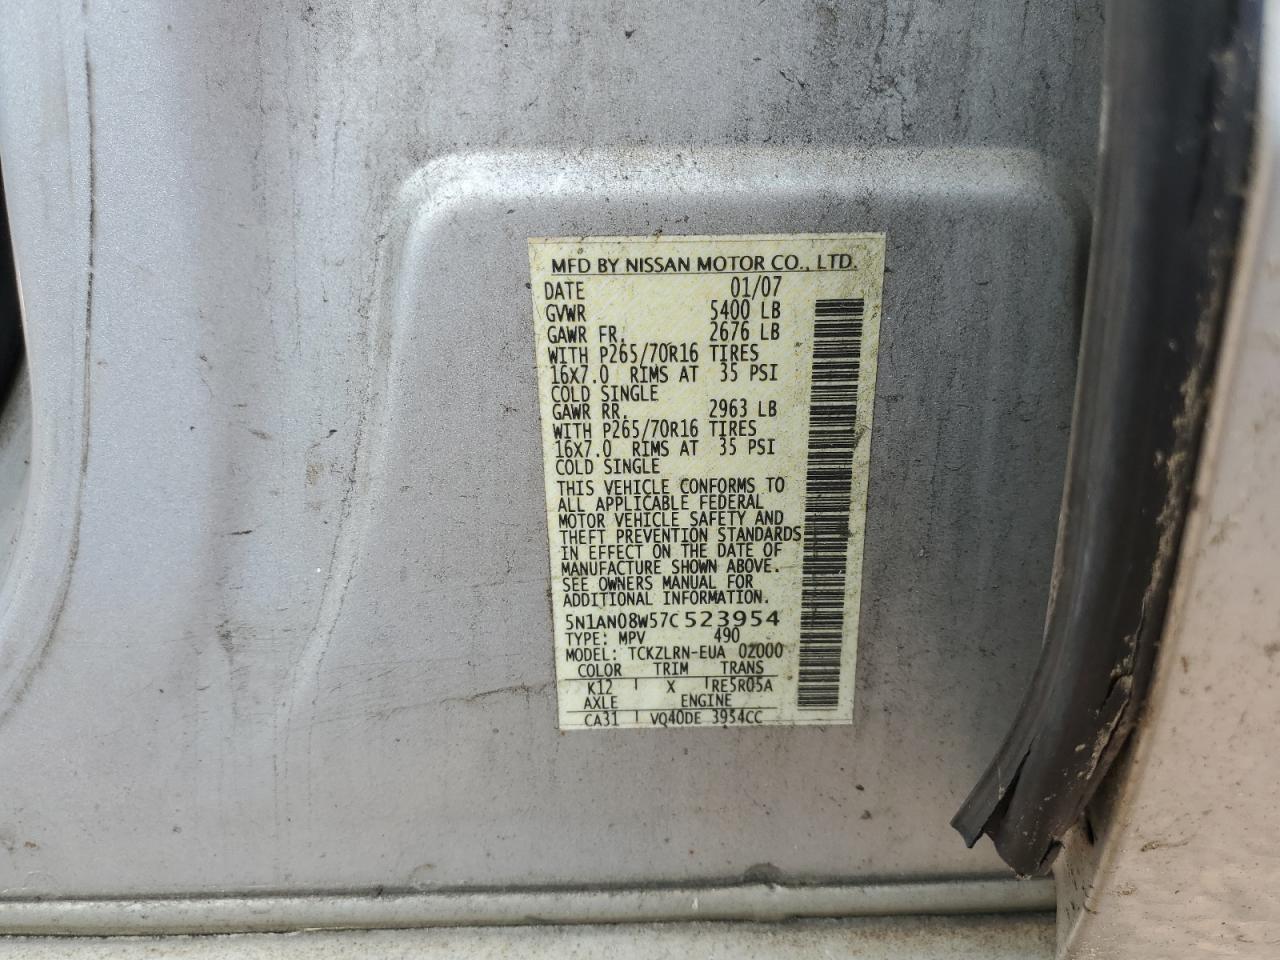 MFD BY NISSAN MOTOR CO., LTD.
DATE 01/07
GVWR 5400 LB
GAWR FR. 2676 LB
WITH P265/70R16 TIRES
16X7.0 RIMS AT 35 PSI
COLD SINGLE
GAWR RR. 2963 LB
WITH P265/70R16 TIRES
16X7.0 RIMS AT 35 PSI
COLD SINGLE
THIS VEHICLE CONFORMS TO
ALL APPLICABLE FEDERAL
MOTOR VEHICLE SAFETY AND
THEFT PREVENTION STANDARDS
IN EFFECT ON THE DATE OF
MANUFACTURE SHOWN ABOVE.
SEE OWNERS MANUAL FOR
ADDITIONAL INFORMATION.
5N1AN08W57C523954
TYPE: MPV 490
MODEL: TCKZLRN-EUA 02000
COLOR TRIM TRANS
K12 X RE5R05A
AXLE ENGINE
CA31 VQ40DE 3954CC